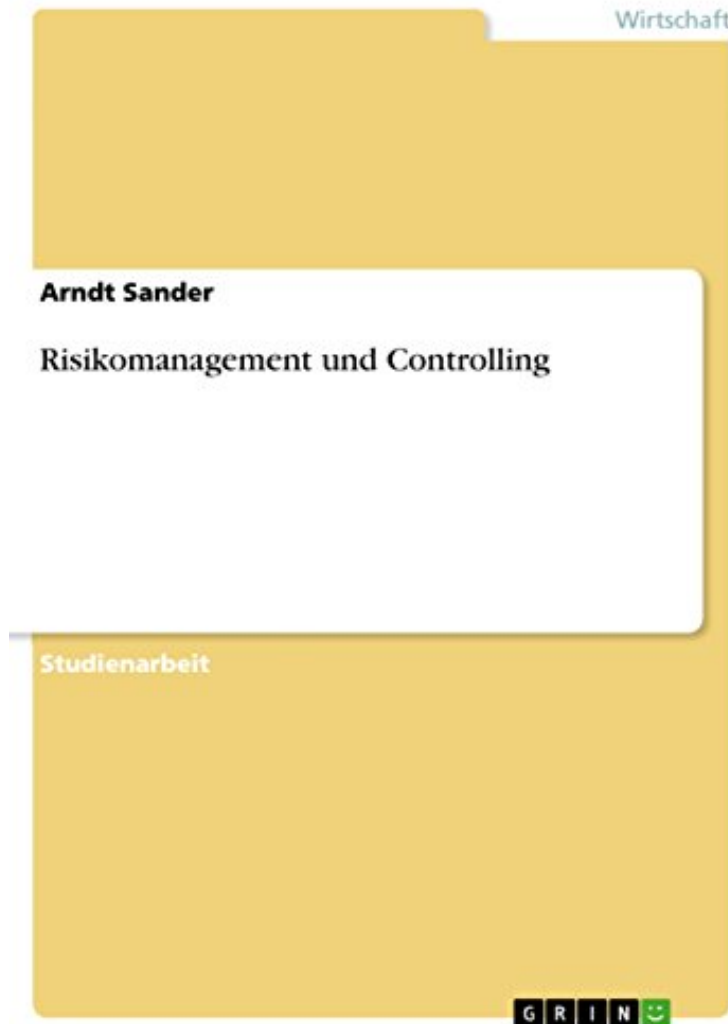 Wirtschaft
Arndt Sander
Risikomanagement und Controlling
Studienarbeit
GRIN